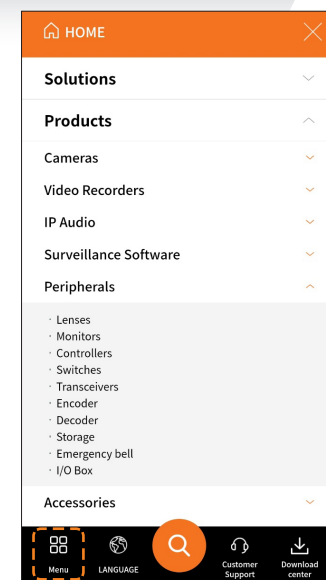 HOME
Solutions
Products
Cameras
Video Recorders
IP Audio
Surveillance Software
Peripherals
· Lenses
· Monitors
· Controllers
· Switches
· Transceivers
· Encoder
· Decoder
· Storage
· Emergency bell
· I/O Box
Accessories
Menu
LANGUAGE
Customer
Support
Download
center